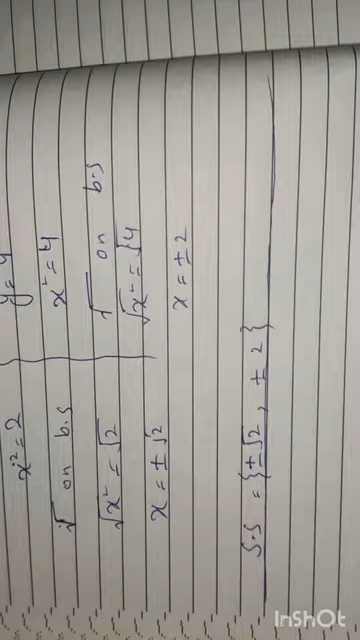 x² = 2
√ on b.s
√x² = √2
x = ± √2
y = 4
x² = 4
√ on b.s
√x² = √4
x = ± 2
S.S = {±√2, ± 2}
InShOt